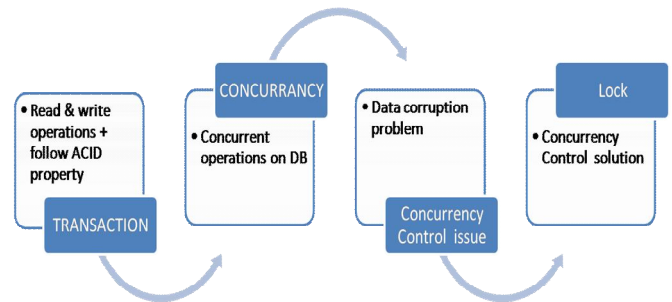 • Read & write
operations +
follow ACID
property
TRANSACTION
CONCURRANCY
• Concurrent
operations on DB
• Data corruption
problem
Concurrency
Control issue
Lock
• Concurrency
Control solution